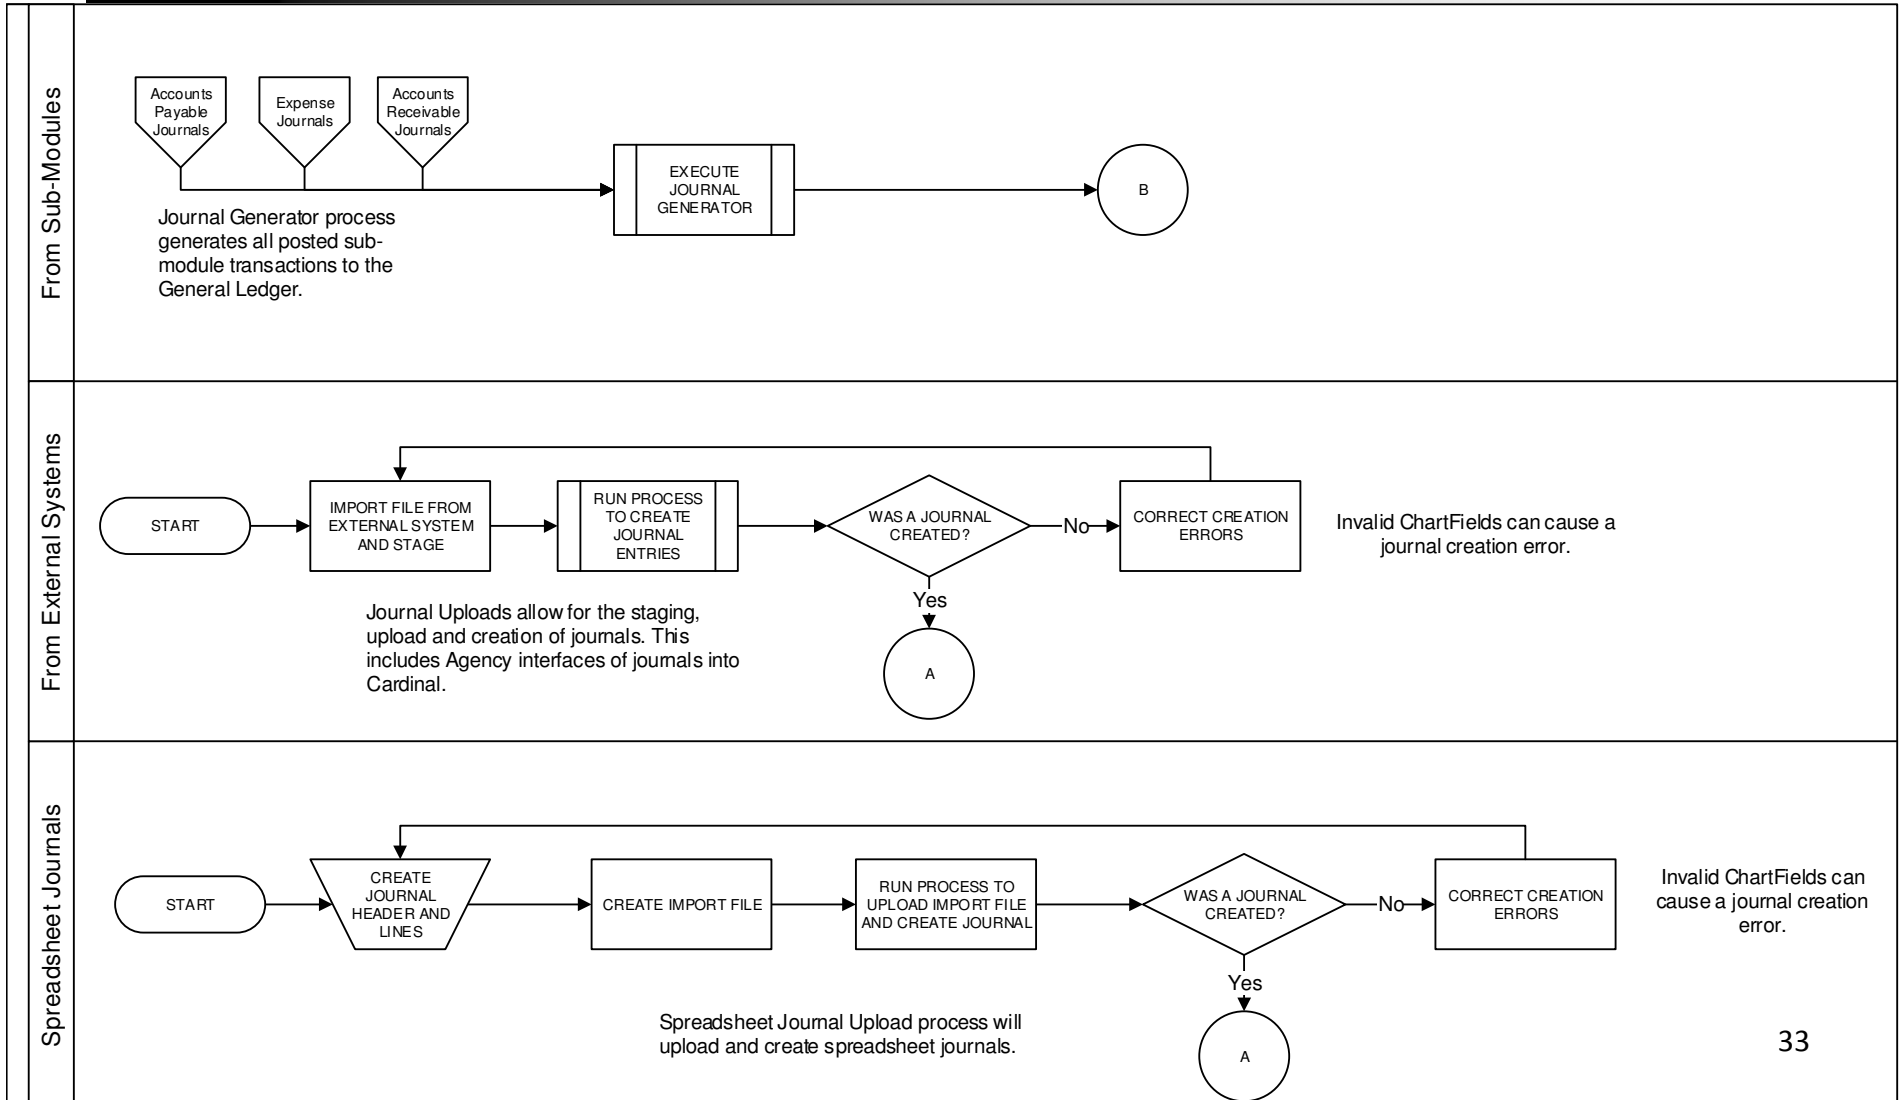 From Sub-Modules
Accounts
Payable
Journals
Expense
Journals
Accounts
Receivable
Journals
EXECUTE
JOURNAL
GENERATOR
B
Journal Generator process
generates all posted sub-
module transactions to the
General Ledger.
From External Systems
START
IMPORT FILE FROM
EXTERNAL SYSTEM
AND STAGE
RUN PROCESS
TO CREATE
JOURNAL
ENTRIES
WAS A JOURNAL
CREATED?
No
CORRECT CREATION
ERRORS
Invalid ChartFields can cause a
journal creation error.
Yes
A
Journal Uploads allow for the staging,
upload and creation of journals. This
includes Agency interfaces of journals into
Cardinal.
Spreadsheet Journals
START
CREATE
JOURNAL
HEADER AND
LINES
CREATE IMPORT FILE
RUN PROCESS TO
UPLOAD IMPORT FILE
AND CREATE JOURNAL
WAS A JOURNAL
CREATED?
No
CORRECT CREATION
ERRORS
Invalid ChartFields can
cause a journal creation
error.
Yes
A
Spreadsheet Journal Upload process will
upload and create spreadsheet journals.
33